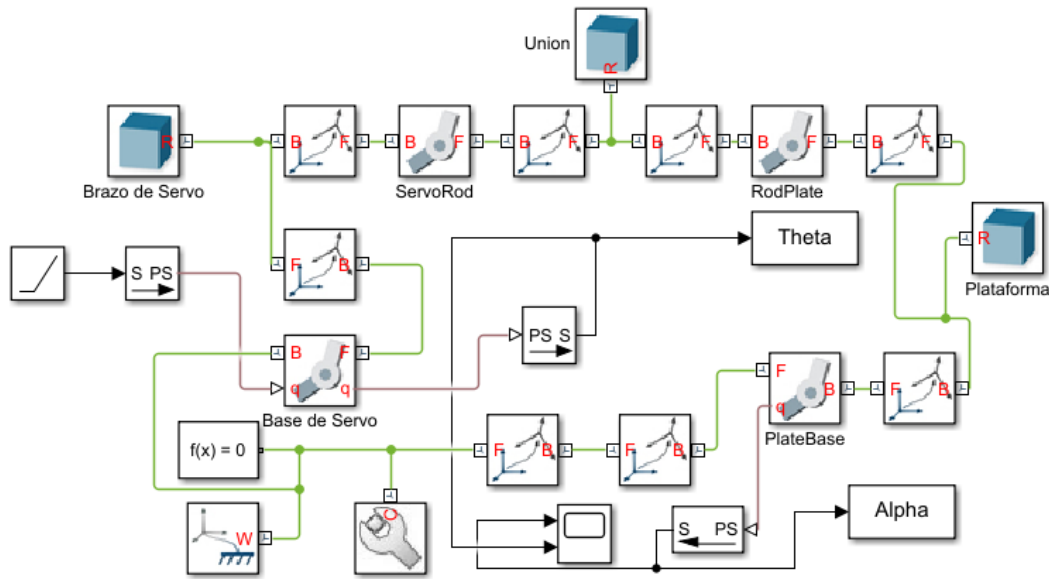 Union
R
R
Brazo de Servo
B F
B F
ServoRod
B F
B F
B F
RodPlate
B F
Theta
R
Plataforma
F B
S PS
PS S
B F
q q
Base de Servo
F
B
q
PlateBase
F B
f(x) = 0
F B
F B
W
C
S PS
Alpha